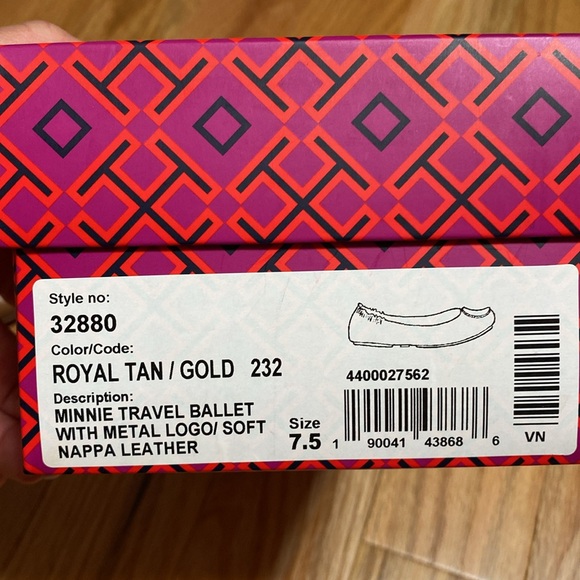 Style no:
32880
Color/Code:
ROYAL TAN / GOLD 232
Description:
MINNIE TRAVEL BALLET
WITH METAL LOGO/ SOFT
NAPPA LEATHER
Size
7.5
4400027562
1 90041 43868 6
VN